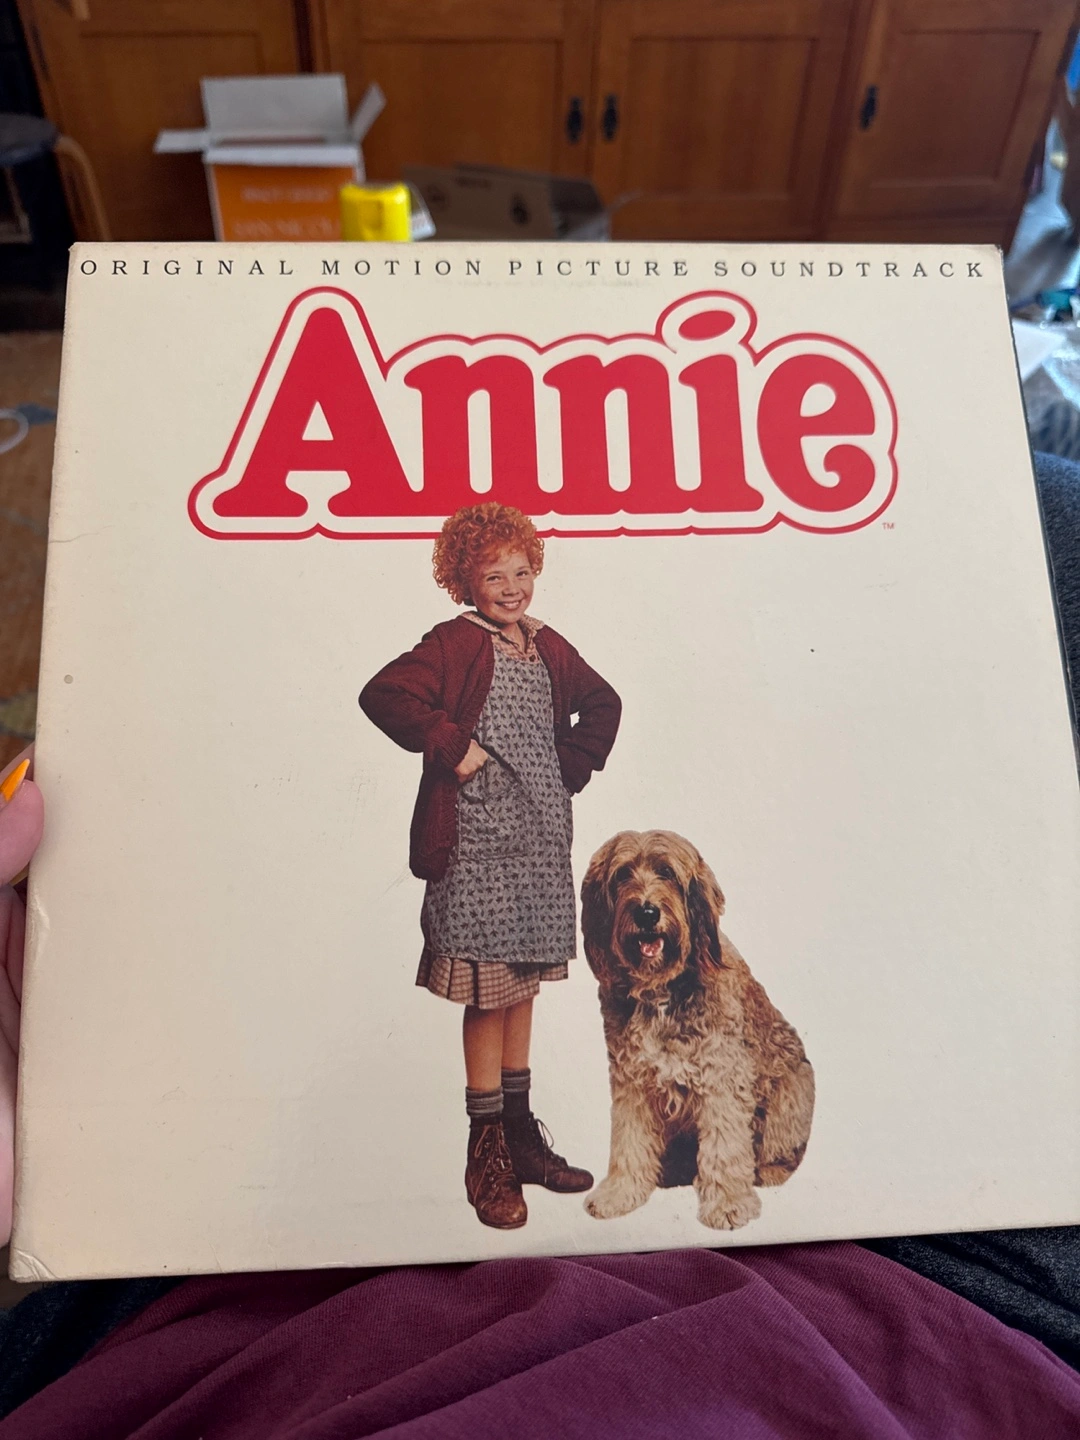 ORIGINAL MOTION PICTURE SOUNDTRACK
Annie
TM